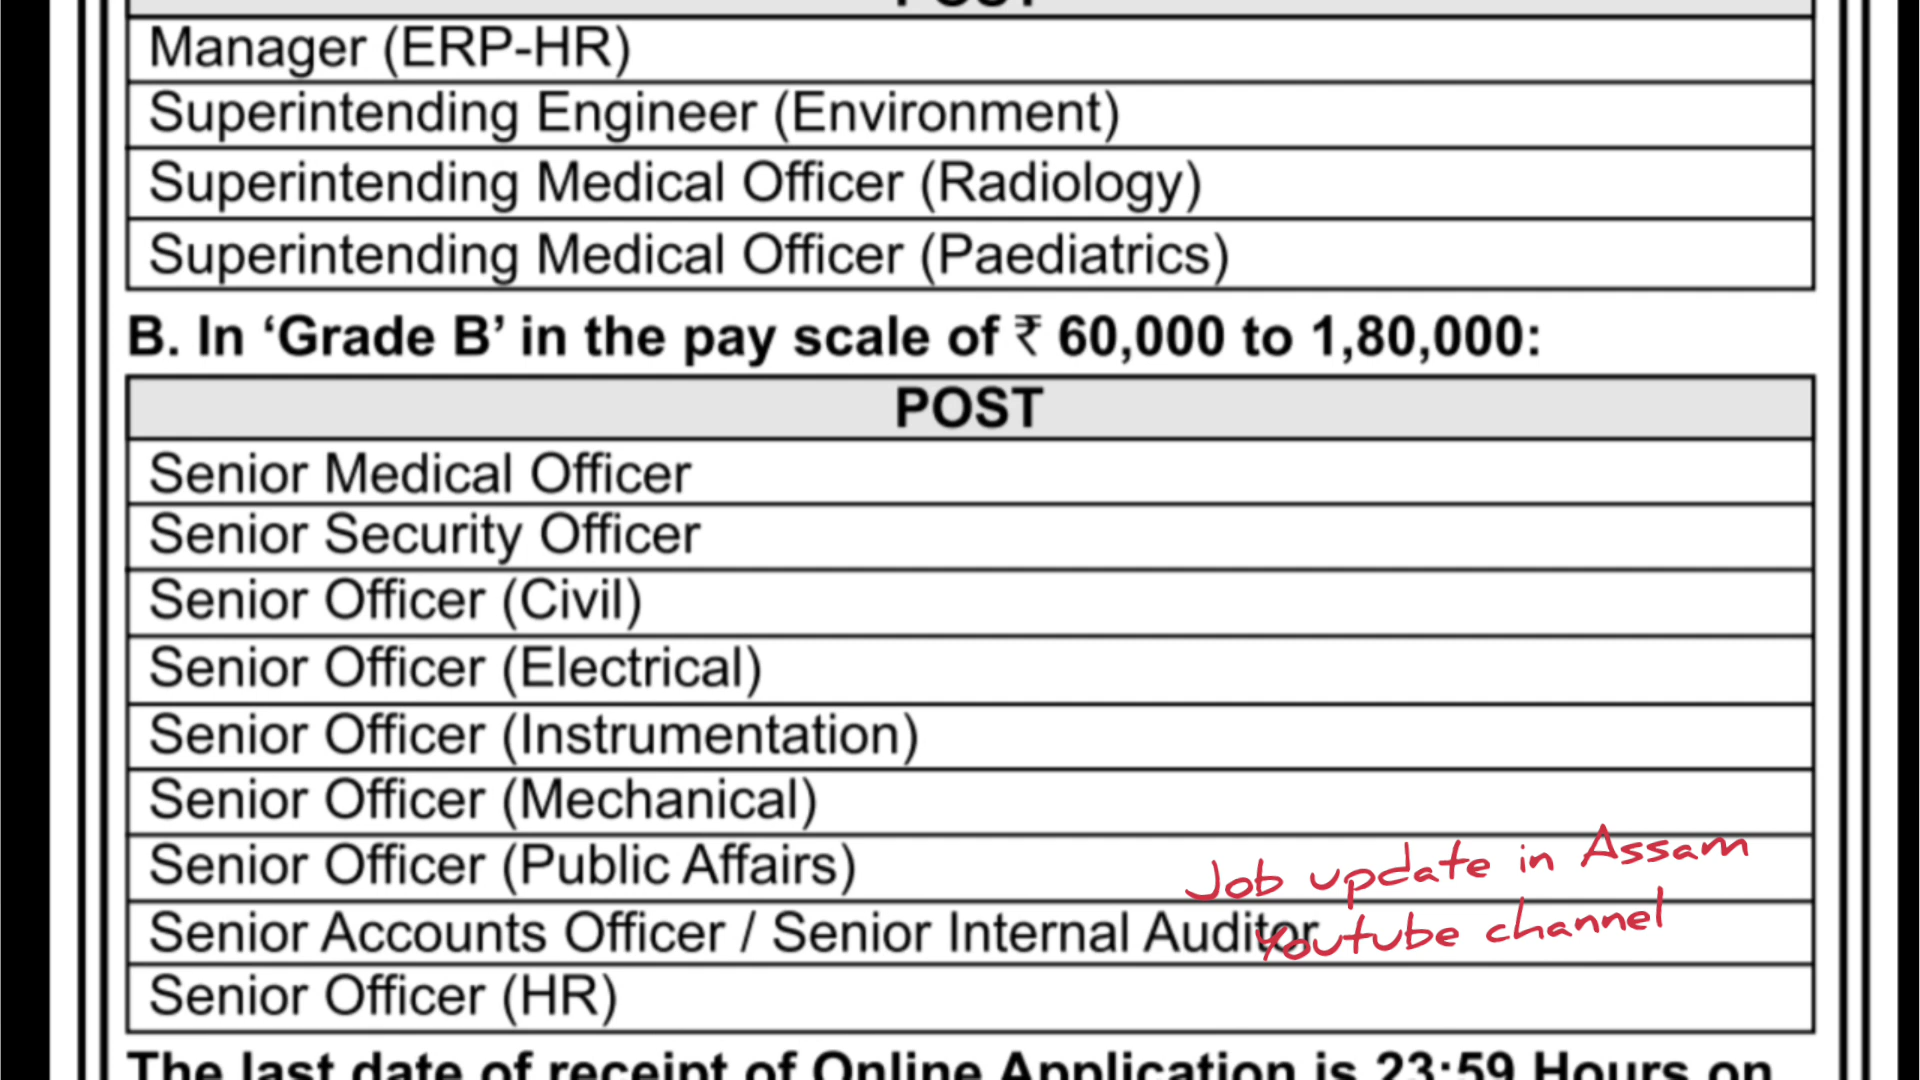 POST
Manager (ERP-HR)
Superintending Engineer (Environment)
Superintending Medical Officer (Radiology)
Superintending Medical Officer (Paediatrics)
B. In ‘Grade B’ in the pay scale of ₹ 60,000 to 1,80,000:
POST
Senior Medical Officer
Senior Security Officer
Senior Officer (Civil)
Senior Officer (Electrical)
Senior Officer (Instrumentation)
Senior Officer (Mechanical)
Senior Officer (Public Affairs)
Job update in Assam
Senior Accounts Officer / Senior Internal Auditor
Youtube channel
Senior Officer (HR)
The last date of receipt of Online Application is 23:59 Hours on